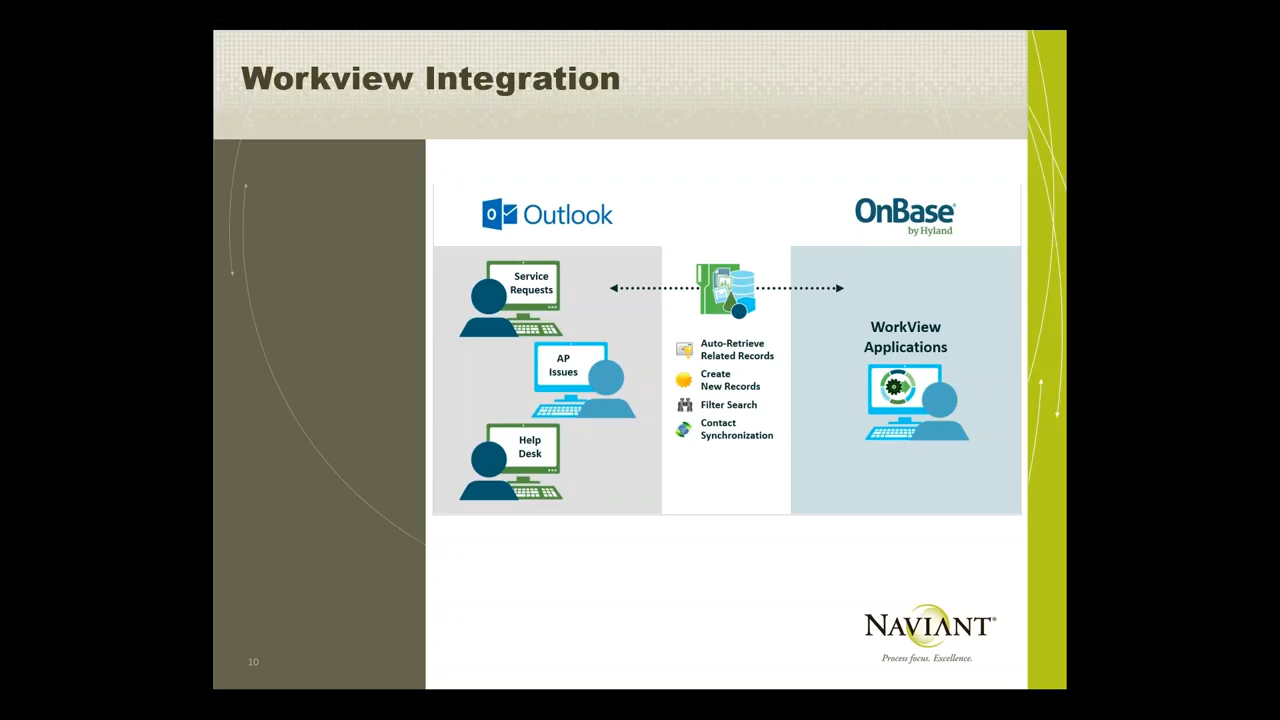 Workview Integration
Outlook
OnBase®
by Hyland
Service
Requests
AP
Issues
Help
Desk
Auto-Retrieve
Related Records
Create
New Records
Filter Search
Contact
Synchronization
WorkView
Applications
NAVIANT®
Process focus. Excellence.
10